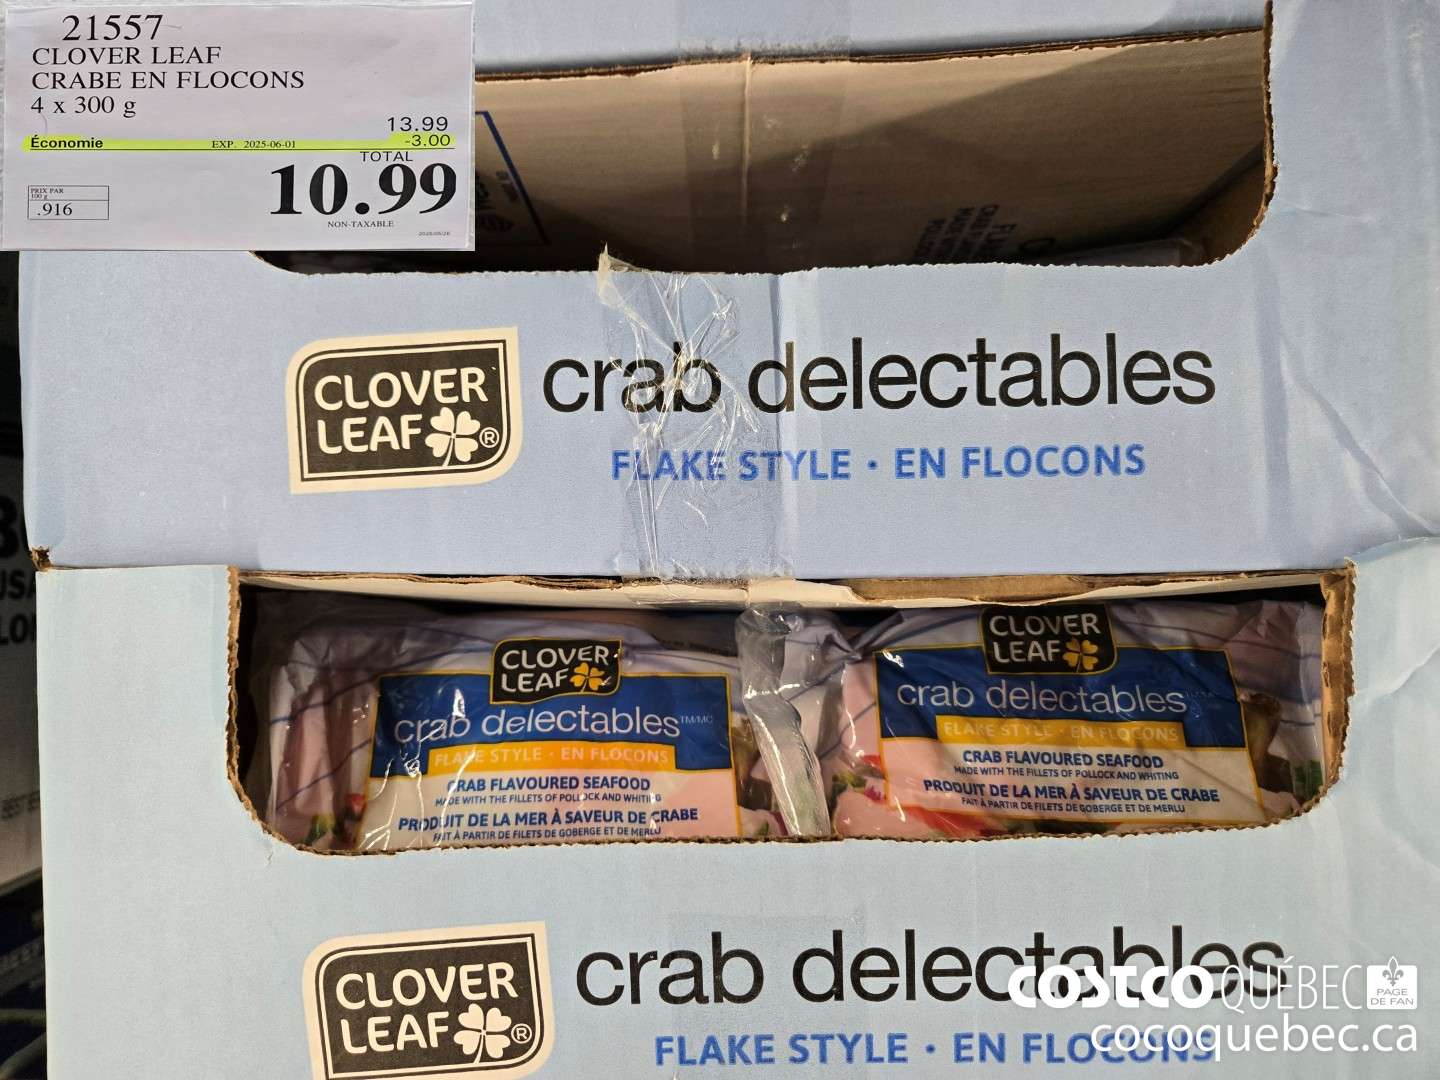 21557
CLOVER LEAF
CRABE EN FLOCONS
4 x 300 g
13.99
Économie EXP. 2025-06-01 -3.00
TOTAL
10.99
PRIX PAR
100 g
.916
NON-TAXABLE
2025/05/26
CLOVER LEAF®
crab delectables
FLAKE STYLE · EN FLOCONS
CLOVER
LEAF
crab delectables TM/MC
FLAKE STYLE · EN FLOCONS
CRAB FLAVOURED SEAFOOD
MADE WITH THE FILLETS OF POLLOCK AND WHITING
PRODUIT DE LA MER À SAVEUR DE CRABE
FAIT À PARTIR DE FILETS DE GOBERGE ET DE MERLU
CLOVER
LEAF
crab delectables
FLAKE STYLE · EN FLOCONS
CRAB FLAVOURED SEAFOOD
MADE WITH THE FILLETS OF POLLOCK AND WHITING
PRODUIT DE LA MER À SAVEUR DE CRABE
FAIT À PARTIR DE FILETS DE GOBERGE ET DE MERLU
CLOVER
LEAF®
crab delectables
FLAKE STYLE · EN FLOCONS
COSTCO QUÉBEC PAGE DE FAN
cocoquebec.ca